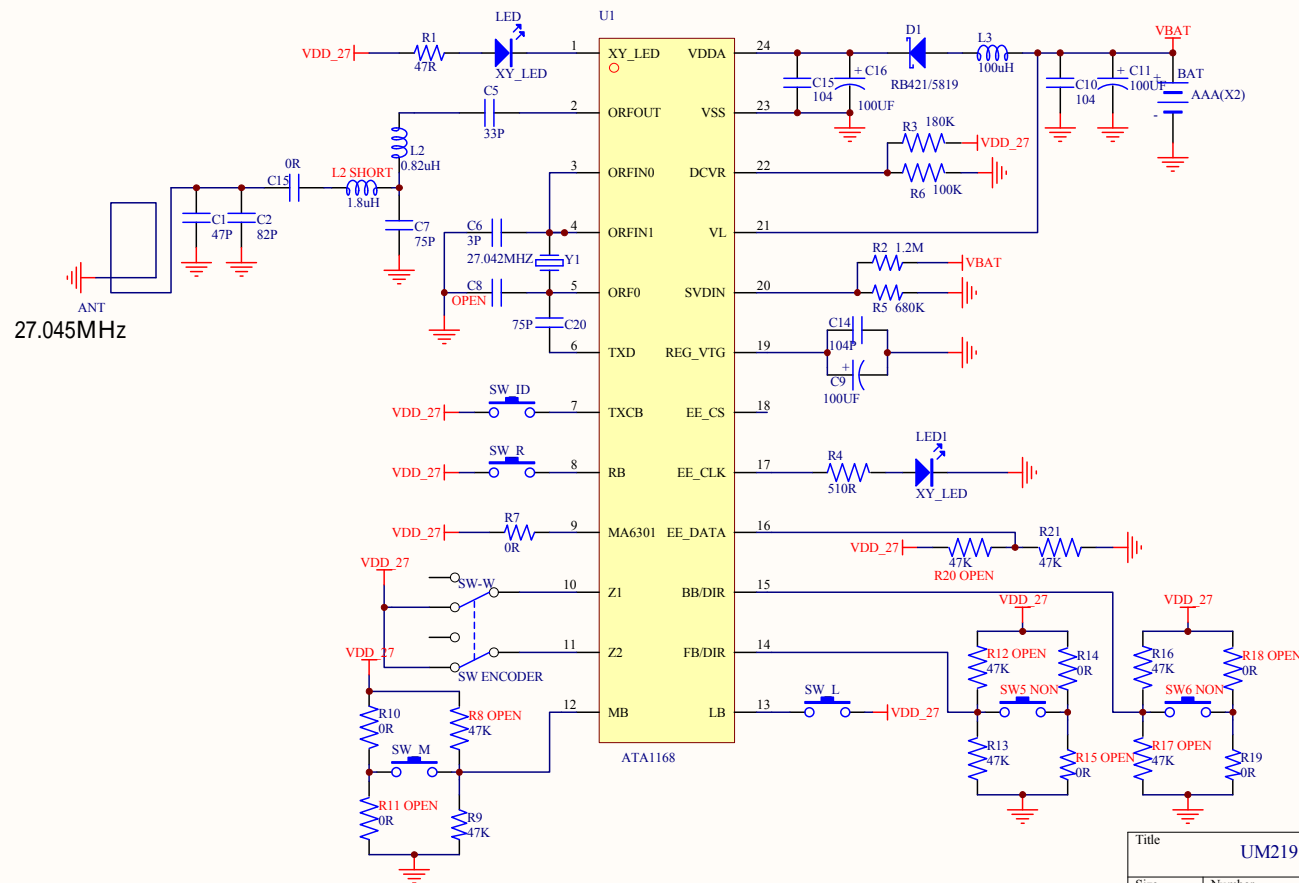 LED
U1
D1
L3
VBAT
VDD_27
R1
47R
XY_LED
1
XY_LED
VDDA
24
C15
104
C16
+
100UF
RB421/5819
100uH
C10
104
+
C11
100UF
+
BAT
AAA(X2)
-
C5
33P
2
ORFOUT
VSS
23
L2
0.82uH
R3
180K
VDD_27
0R
C15
L2 SHORT
1.8uH
3
ORFIN0
DCVR
22
R6
100K
C1
47P
C2
82P
C7
75P
C6
3P
4
ORFIN1
VL
21
27.042MHZ
Y1
R2
1.2M
VBAT
C8
OPEN
5
ORF0
SVDIN
20
R5
680K
ANT
27.045MHz
75P
C20
C14
104P
6
TXD
REG_VTG
19
+
C9
100UF
SW_ID
VDD_27
7
TXCB
EE_CS
18
SW_R
VDD_27
8
RB
EE_CLK
17
R4
510R
LED1
XY_LED
R7
VDD_27
0R
9
MA6301
EE_DATA
16
VDD_27
47K
R20 OPEN
R21
47K
VDD_27
SW-W
10
Z1
BB/DIR
15
VDD_27
VDD_27
VDD_27
11
Z2
FB/DIR
14
SW ENCODER
R12 OPEN
47K
R14
0R
R16
47K
R18 OPEN
0R
SW5 NON
SW6 NON
R10
0R
R8 OPEN
47K
12
MB
LB
13
SW_L
VDD_27
SW_M
R13
47K
R15 OPEN
0R
R17 OPEN
47K
R19
0R
ATA1168
R11 OPEN
0R
R9
47K
Title
UM219